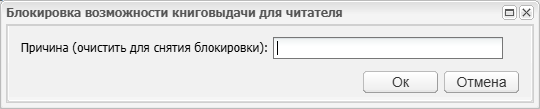 Блокировка возможности книговыдачи для читателя
Причина (очистить для снятия блокировки):
Ок Отмена